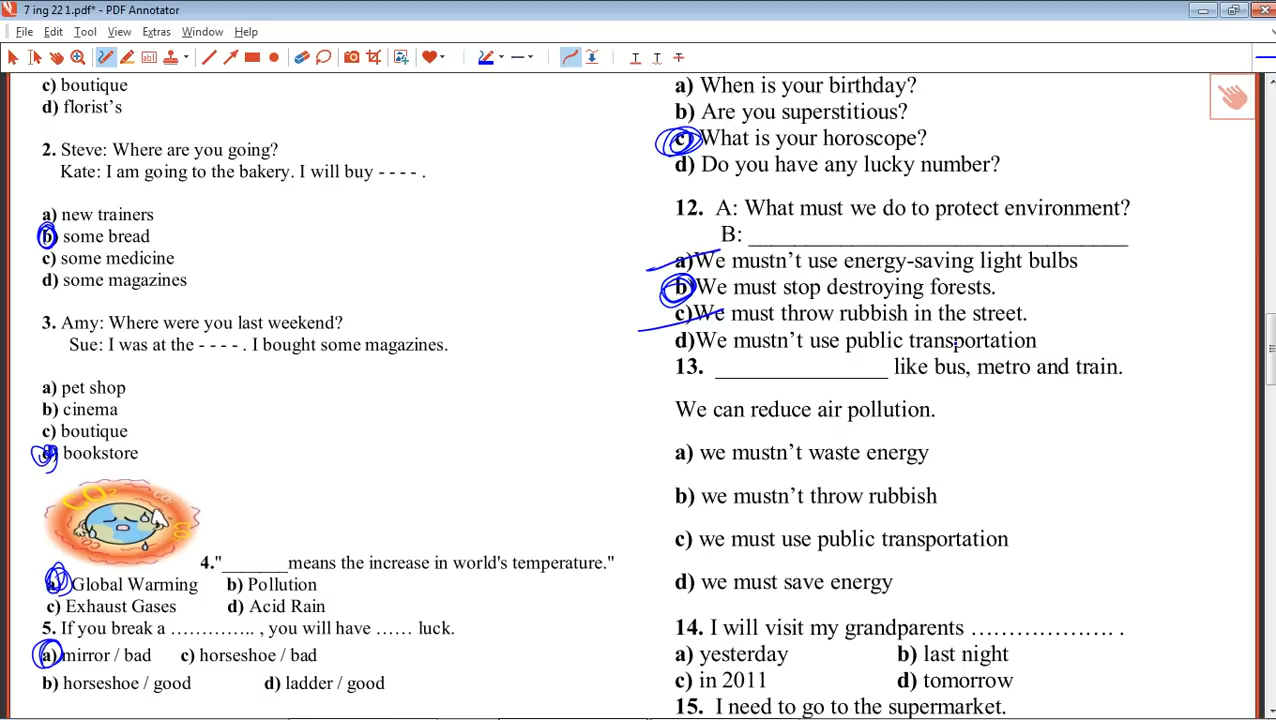 7 ing 22 1.pdf* - PDF Annotator
File Edit Tool View Extras Window Help
c) boutique
d) florist's
2. Steve: Where are you going?
Kate: I am going to the bakery. I will buy - - - - .
a) new trainers
b) some bread
c) some medicine
d) some magazines
3. Amy: Where were you last weekend?
Sue: I was at the - - - - . I bought some magazines.
a) pet shop
b) cinema
c) boutique
d) bookstore
CO2
4."_______means the increase in world's temperature."
a) Global Warming b) Pollution
c) Exhaust Gases d) Acid Rain
5. If you break a ………….. , you will have …… luck.
a) mirror / bad c) horseshoe / bad
b) horseshoe / good d) ladder / good
a) When is your birthday?
b) Are you superstitious?
c) What is your horoscope?
d) Do you have any lucky number?
12. A: What must we do to protect environment?
B: ________________________________
a)We mustn't use energy-saving light bulbs
b)We must stop destroying forests.
c)We must throw rubbish in the street.
d)We mustn't use public transportation
13. _______________ like bus, metro and train.
We can reduce air pollution.
a) we mustn't waste energy
b) we mustn't throw rubbish
c) we must use public transportation
d) we must save energy
14. I will visit my grandparents ………………. .
a) yesterday b) last night
c) in 2011 d) tomorrow
15. I need to go to the supermarket.